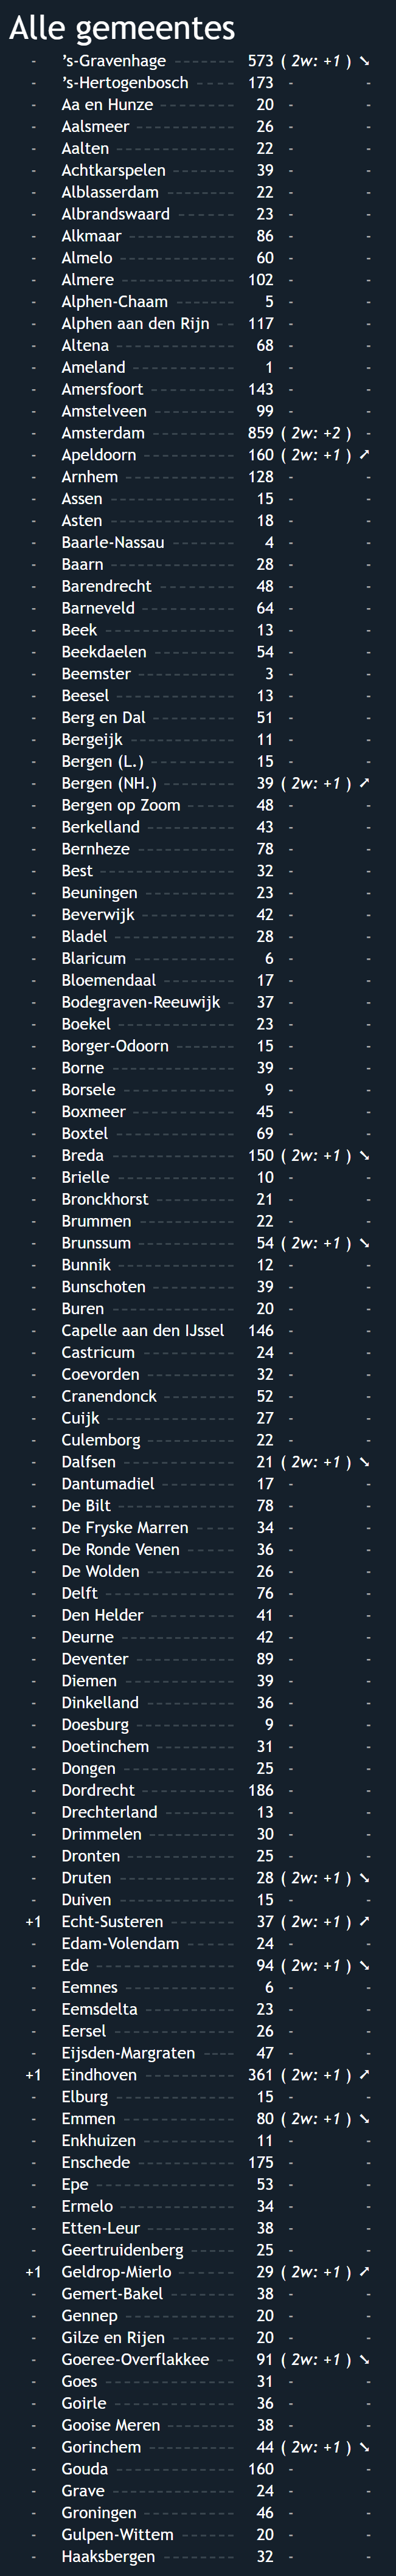 Alle gemeentes
- ’s-Gravenhage ------- 573 ( 2w: +1 ) ➘
- ’s-Hertogenbosch ---- 173 - -
- Aa en Hunze -------- 20 - -
- Aalsmeer ---------- 26 - -
- Aalten ----------- 22 - -
- Achtkarspelen ------- 39 - -
- Alblasserdam -------- 22 - -
- Albrandswaard ------- 23 - -
- Alkmaar ----------- 86 - -
- Almelo ------------ 60 - -
- Almere ------------ 102 - -
- Alphen-Chaam ------- 5 - -
- Alphen aan den Rijn -- 117 - -
- Altena ------------ 68 - -
- Ameland ----------- 1 - -
- Amersfoort --------- 143 - -
- Amstelveen --------- 99 - -
- Amsterdam --------- 859 ( 2w: +2 ) -
- Apeldoorn ---------- 160 ( 2w: +1 ) ➚
- Arnhem ----------- 128 - -
- Assen ------------ 15 - -
- Asten ------------ 18 - -
- Baarle-Nassau ------- 4 - -
- Baarn ------------ 28 - -
- Barendrecht -------- 48 - -
- Barneveld ---------- 64 - -
- Beek ------------- 13 - -
- Beekdaelen --------- 54 - -
- Beemster ---------- 3 - -
- Beesel ------------ 13 - -
- Berg en Dal --------- 51 - -
- Bergeijk ----------- 11 - -
- Bergen (L.) --------- 15 - -
- Bergen (NH.) -------- 39 ( 2w: +1 ) ➚
- Bergen op Zoom ----- 48 - -
- Berkelland ---------- 43 - -
- Bernheze ---------- 78 - -
- Best ------------- 32 - -
- Beuningen --------- 23 - -
- Beverwijk ---------- 42 - -
- Bladel ------------ 28 - -
- Blaricum ----------- 6 - -
- Bloemendaal -------- 17 - -
- Bodegraven-Reeuwijk - 37 - -
- Boekel ------------ 23 - -
- Borger-Odoorn ------ 15 - -
- Borne ------------ 39 - -
- Borsele ----------- 9 - -
- Boxmeer ---------- 45 - -
- Boxtel ------------ 69 - -
- Breda ------------ 150 ( 2w: +1 ) ➘
- Brielle ------------ 10 - -
- Bronckhorst -------- 21 - -
- Brummen ---------- 22 - -
- Brunssum ---------- 54 ( 2w: +1 ) ➘
- Bunnik ------------ 12 - -
- Bunschoten --------- 39 - -
- Buren ------------ 20 - -
- Capelle aan den IJssel 146 - -
- Castricum ---------- 24 - -
- Coevorden --------- 32 - -
- Cranendonck -------- 52 - -
- Cuijk ------------- 27 - -
- Culemborg --------- 22 - -
- Dalfsen ----------- 21 ( 2w: +1 ) ➘
- Dantumadiel -------- 17 - -
- De Bilt ------------ 78 - -
- De Fryske Marren ---- 34 - -
- De Ronde Venen ----- 36 - -
- De Wolden --------- 26 - -
- Delft ------------- 76 - -
- Den Helder --------- 41 - -
- Deurne ----------- 42 - -
- Deventer ---------- 89 - -
- Diemen ----------- 39 - -
- Dinkelland --------- 36 - -
- Doesburg ---------- 9 - -
- Doetinchem -------- 31 - -
- Dongen ----------- 25 - -
- Dordrecht ---------- 186 - -
- Drechterland ------- 13 - -
- Drimmelen --------- 30 - -
- Dronten ----------- 25 - -
- Druten ----------- 28 ( 2w: +1 ) ➘
- Duiven ----------- 15 - -
+1 Echt-Susteren ------- 37 ( 2w: +1 ) ➚
- Edam-Volendam ----- 24 - -
- Ede -------------- 94 ( 2w: +1 ) ➘
- Eemnes ----------- 6 - -
- Eemsdelta --------- 23 - -
- Eersel ------------ 26 - -
- Eijsden-Margraten ---- 47 - -
+1 Eindhoven --------- 361 ( 2w: +1 ) ➚
- Elburg ------------ 15 - -
- Emmen ----------- 80 ( 2w: +1 ) ➘
- Enkhuizen --------- 11 - -
- Enschede ---------- 175 - -
- Epe -------------- 53 - -
- Ermelo ----------- 34 - -
- Etten-Leur --------- 38 - -
- Geertruidenberg ----- 25 - -
+1 Geldrop-Mierlo ------ 29 ( 2w: +1 ) ➚
- Gemert-Bakel ------- 38 - -
- Gennep ----------- 20 - -
- Gilze en Rijen ------- 20 - -
- Goeree-Overflakkee -- 91 ( 2w: +1 ) ➘
- Goes ------------- 31 - -
- Goirle ------------ 36 - -
- Gooise Meren ------- 38 - -
- Gorinchem --------- 44 ( 2w: +1 ) ➘
- Gouda ------------ 160 - -
- Grave ------------ 24 - -
- Groningen --------- 46 - -
- Gulpen-Wittem ------ 20 - -
- Haaksbergen -------- 32 - -